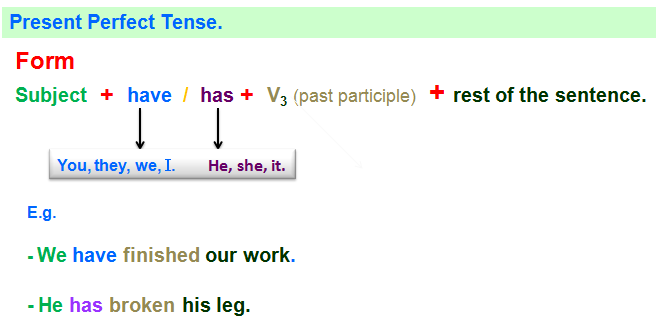 Present Perfect Tense.
Form
Subject + have / has + V3 (past participle) + rest of the sentence.
You, they, we, I. He, she, it.
E.g.
- We have finished our work.
- He has broken his leg.